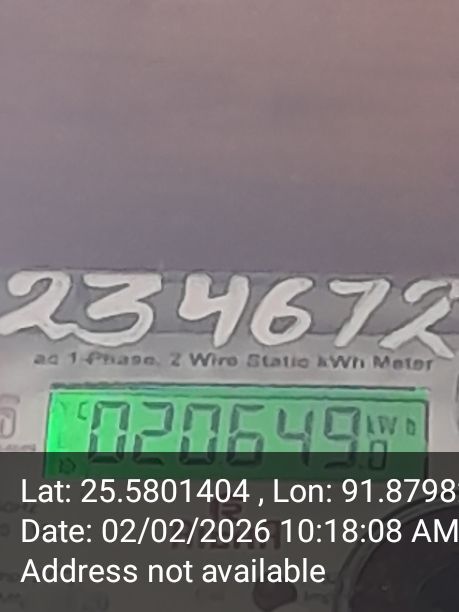 234672
ac 1-Phase, 2 Wire Static kWh Meter
020649.0 kWh
Lat: 25.5801404 , Lon: 91.8798
Date: 02/02/2026 10:18:08 AM
Address not available